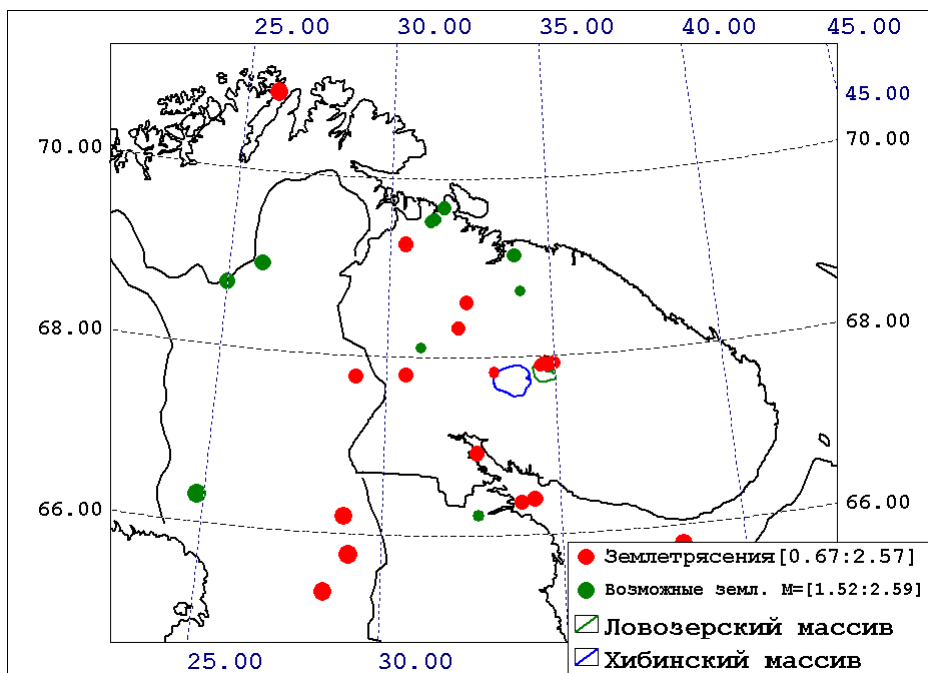 25.00 30.00 35.00 40.00 45.00
45.00
70.00 70.00
68.00 68.00
66.00 66.00
Землетрясения[0.67:2.57]
Возможные земл. M=[1.52:2.59]
Ловозерский массив
Хибинский массив
25.00 30.00